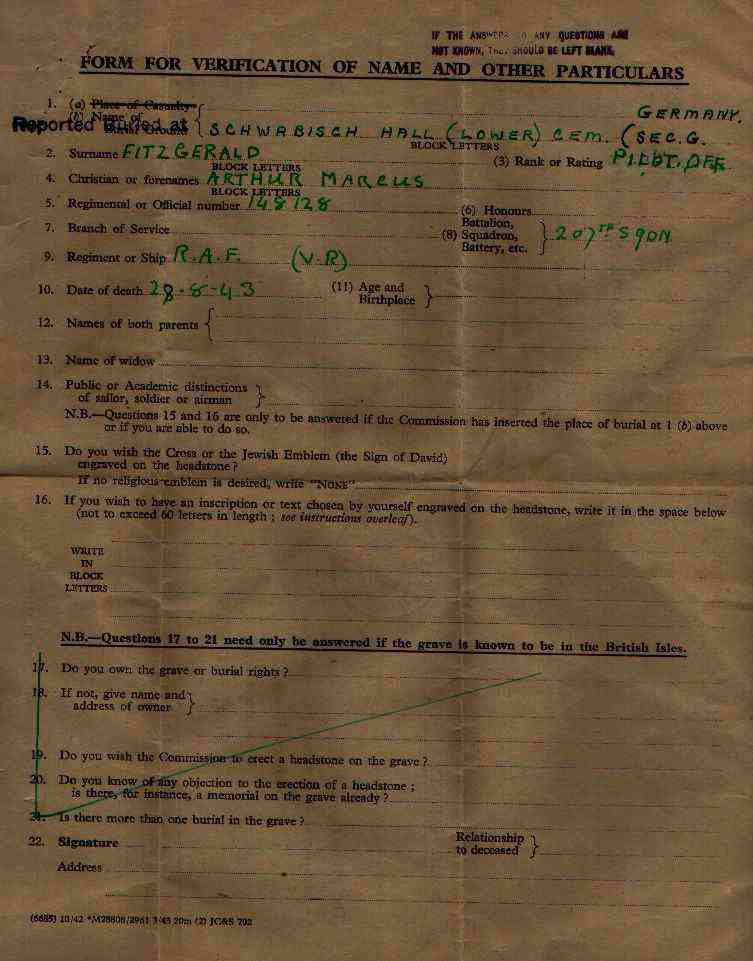 IF THE ANSWERS TO ANY QUESTIONS ARE
NOT KNOWN, THEY SHOULD BE LEFT BLANK.
FORM FOR VERIFICATION OF NAME AND OTHER PARTICULARS
1. (a) Place of Casualty
GERMANY.
(b) Name of
Reported Buried at SCHWABISCH HALL (LOWER) CEM. (SEC.G.
BLOCK LETTERS
2. Surname FITZGERALD (3) Rank or Rating PILOT.OFF.
BLOCK LETTERS
4. Christian or forenames ARTHUR MARCUS
BLOCK LETTERS
5. Regimental or Official number 148128 (6) Honours
7. Branch of Service (8) Battalion, Squadron, Battery, etc. 207TH SQDN
9. Regiment or Ship R.A.F. (V.R)
10. Date of death 28-8-43 (11) Age and Birthplace
12. Names of both parents
13. Name of widow
14. Public or Academic distinctions
of sailor, soldier or airman
N.B.—Questions 15 and 16 are only to be answered if the Commission has inserted the place of burial at 1 (b) above
or if you are able to do so.
15. Do you wish the Cross or the Jewish Emblem (the Sign of David)
engraved on the headstone?
If no religious emblem is desired, write "NONE"
16. If you wish to have an inscription or text chosen by yourself engraved on the headstone, write it in the space below
(not to exceed 60 letters in length; see instructions overleaf).
WRITE
IN
BLOCK
LETTERS
N.B.—Questions 17 to 21 need only be answered if the grave is known to be in the British Isles.
17. Do you own the grave or burial rights?
18. If not, give name and
address of owner
19. Do you wish the Commission to erect a headstone on the grave?
20. Do you know of any objection to the erection of a headstone;
is there, for instance, a memorial on the grave already?
21. Is there more than one burial in the grave?
22. Signature Relationship
to deceased
Address
(6685) 10/42 *M28808/2961 3/43 20m (2) JC&S 702